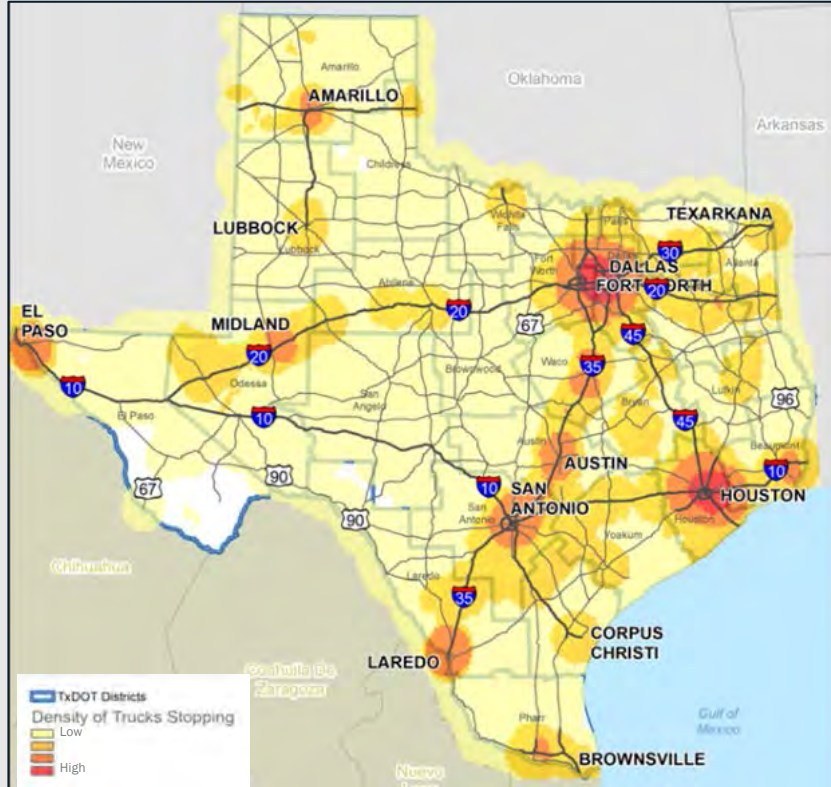 Oklahoma
Amarillo
AMARILLO
Arkansas
New
Mexico
Childress
LUBBOCK
Lubbock
Wichita
Falls
Paris
TEXARKANA
30
Atlanta
Fort
Worth
Dallas
DALLAS
FORT WORTH
20
Abilene
20
EL
PASO
MIDLAND
20
67
45
10
Odessa
Waco
35
Brownwood
San
Angelo
Lufkin
96
El Paso
10
Bryan
45
Austin
AUSTIN
Beaumont
10
67
90
10
SAN
ANTONIO
San
Antonio
HOUSTON
Houston
90
Yoakum
Chihuahua
Laredo
35
LAREDO
CORPUS
CHRISTI
Coahuila De
Zaragoza
TxDOT Districts
Density of Trucks Stopping
Low
High
Pharr
Gulf of
Mexico
BROWNSVILLE
Nuevo